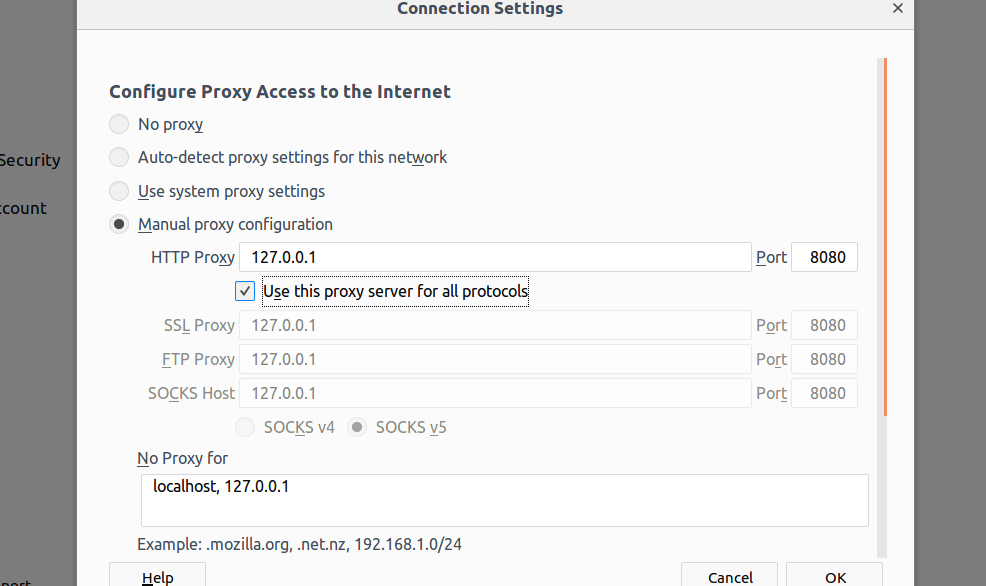 Connection Settings
Configure Proxy Access to the Internet
No proxy
Auto-detect proxy settings for this network
Security
Use system proxy settings
Manual proxy configuration
HTTP Proxy 127.0.0.1 Port 8080
Use this proxy server for all protocols
SSL Proxy 127.0.0.1 Port 8080
FTP Proxy 127.0.0.1 Port 8080
SOCKS Host 127.0.0.1 Port 8080
SOCKS v4 SOCKS v5
No Proxy for
localhost, 127.0.0.1
Example: .mozilla.org, .net.nz, 192.168.1.0/24
Help Cancel OK